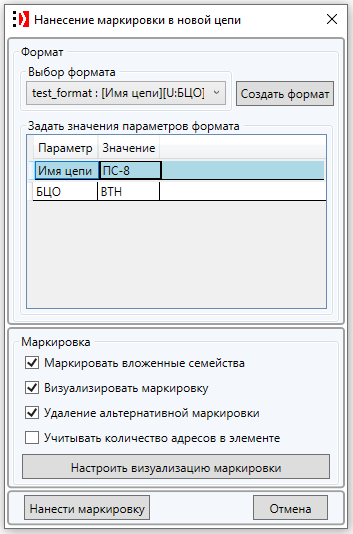 Нанесение маркировки в новой цепи
Формат
Выбор формата
test_format : [Имя цепи][U:БЦО]
Создать формат
Задать значения параметров формата
Параметр Значение
Имя цепи ПС-8
БЦО ВТН
Маркировка
Маркировать вложенные семейства
Визуализировать маркировку
Удаление альтернативной маркировки
Учитывать количество адресов в элементе
Настроить визуализацию маркировки
Нанести маркировку Отмена